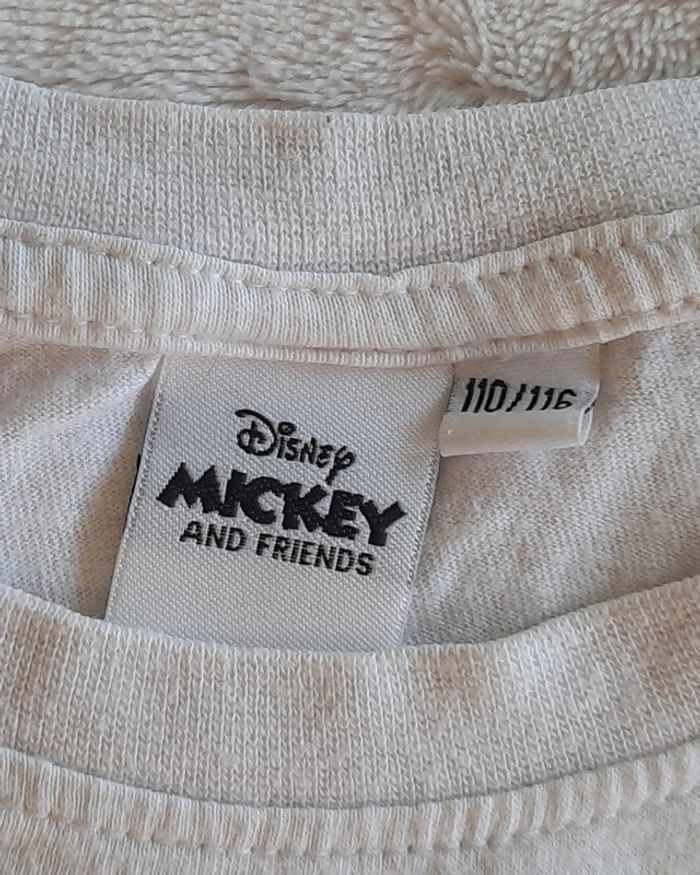 Disney
MICKEY
AND FRIENDS
110/116